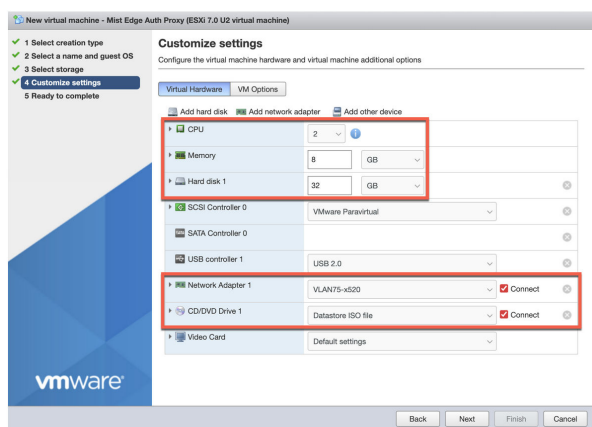 New virtual machine - Mist Edge Auth Proxy (ESXi 7.0 U2 virtual machine)
1 Select creation type
2 Select a name and guest OS
3 Select storage
4 Customize settings
5 Ready to complete
Customize settings
Configure the virtual machine hardware and virtual machine additional options
Virtual Hardware VM Options
Add hard disk Add network adapter Add other device
CPU 2
Memory 8 GB
Hard disk 1 32 GB
SCSI Controller 0 VMware Paravirtual
SATA Controller 0
USB controller 1 USB 2.0
Network Adapter 1 VLAN75-x520 Connect
CD/DVD Drive 1 Datastore ISO file Connect
Video Card Default settings
vmware
Back Next Finish Cancel